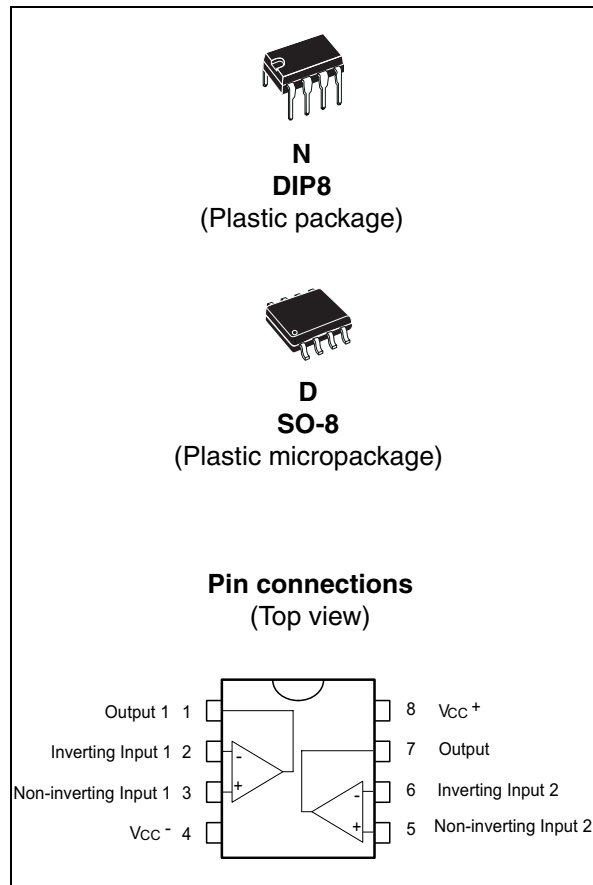 N
DIP8
(Plastic package)
D
SO-8
(Plastic micropackage)
Pin connections
(Top view)
Output 1 1
Inverting Input 1 2
Non-inverting Input 1 3
VCC - 4
8 VCC +
7 Output
6 Inverting Input 2
5 Non-inverting Input 2
-
+
-
+